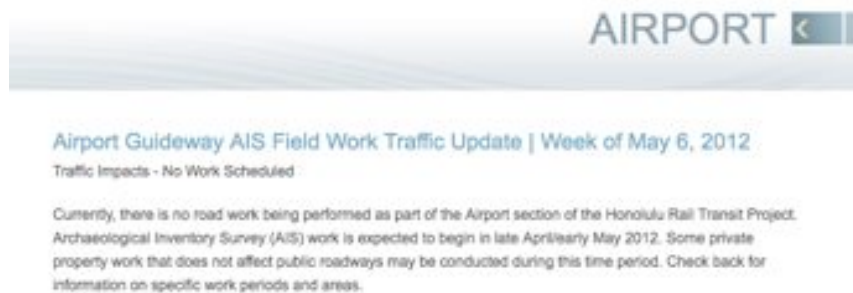 AIRPORT
Airport Guideway AIS Field Work Traffic Update | Week of May 6, 2012
Traffic Impacts - No Work Scheduled
Currently, there is no road work being performed as part of the Airport section of the Honolulu Rail Transit Project.
Archaeological Inventory Survey (AIS) work is expected to begin in late April/early May 2012. Some private
property work that does not affect public roadways may be conducted during this time period. Check back for
information on specific work periods and areas.